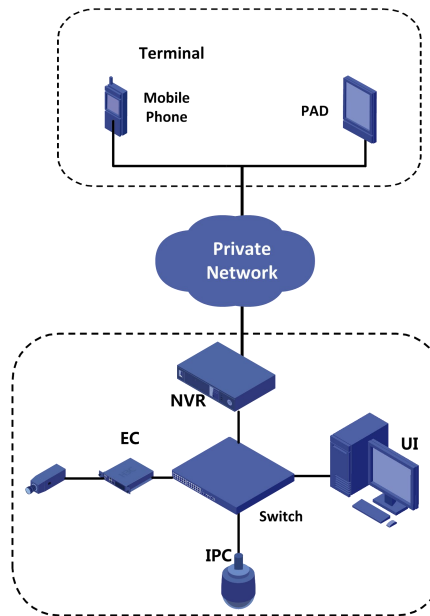 Terminal
Mobile
Phone
PAD
Private
Network
NVR
EC
UI
Switch
IPC